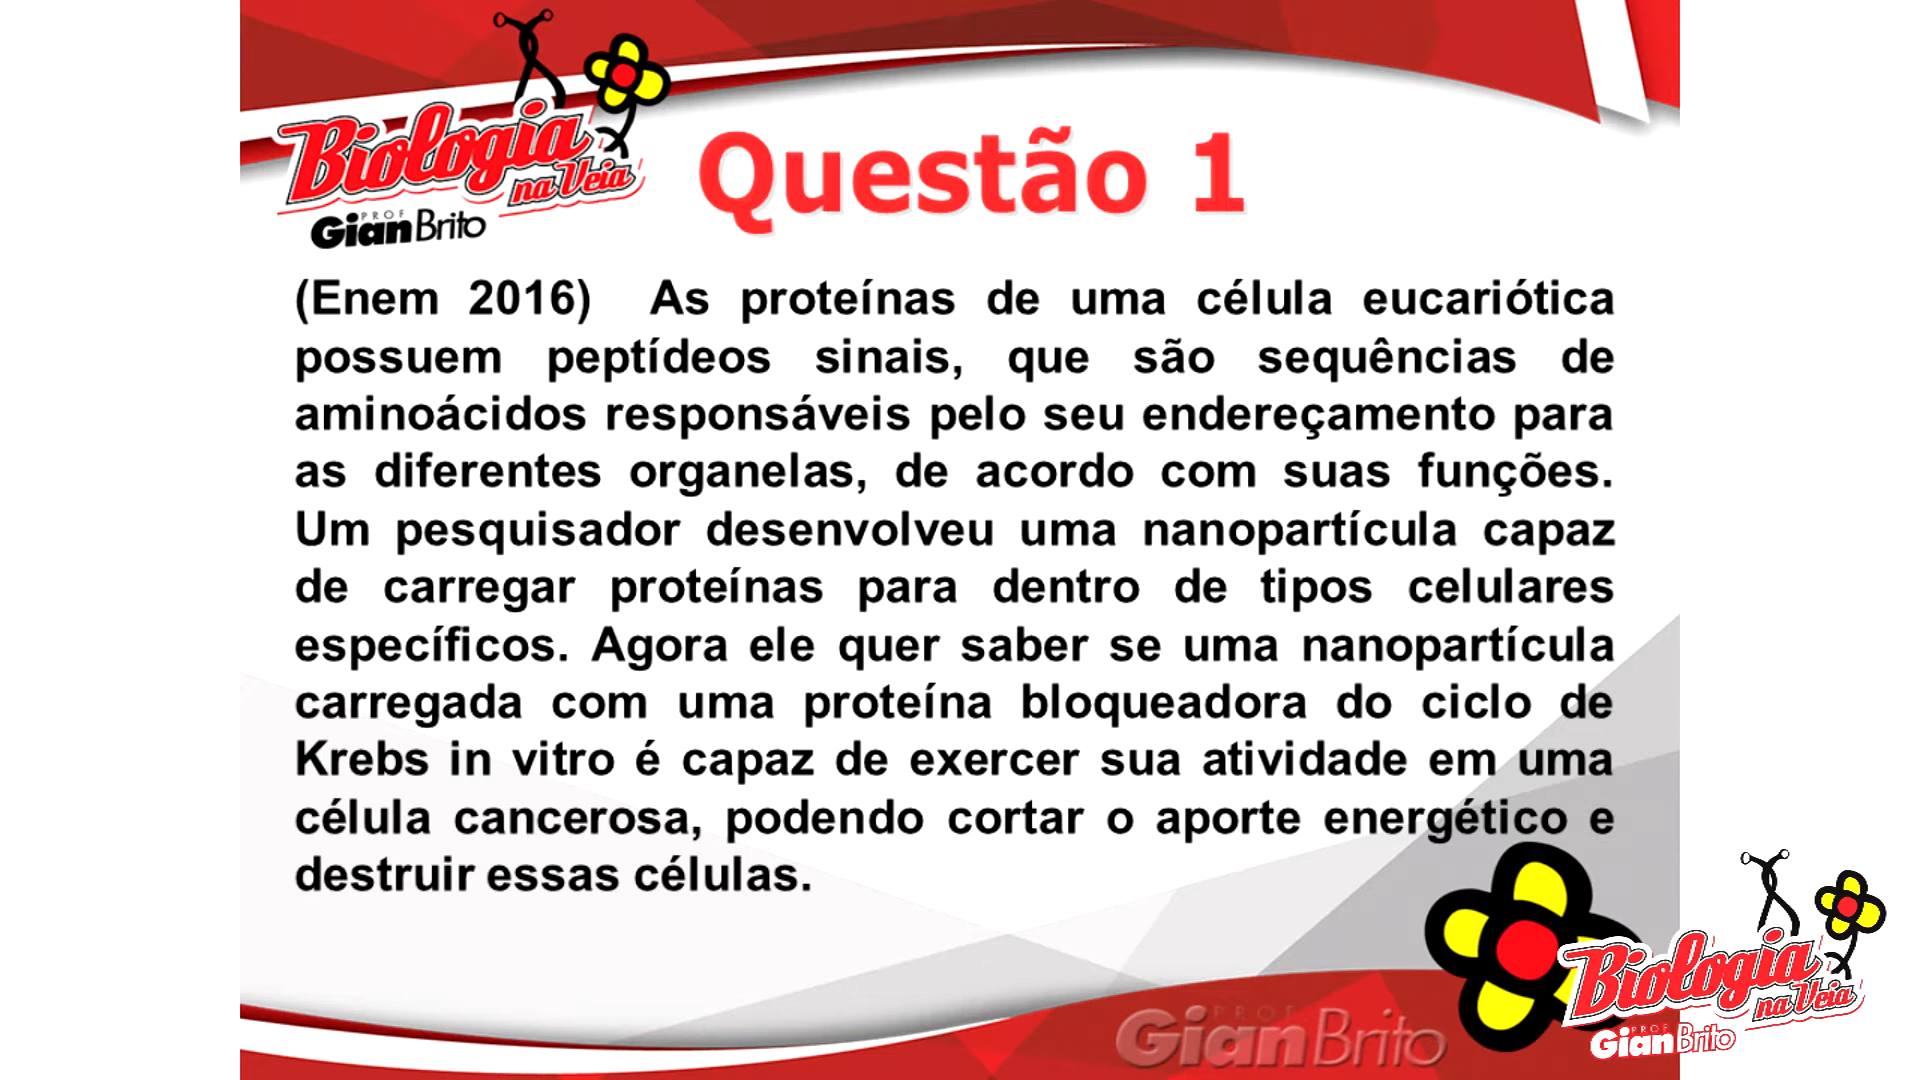 Biologia
na Veia
PROF
Gian Brito
Questão 1
(Enem 2016) As proteínas de uma célula eucariótica
possuem peptídeos sinais, que são sequências de
aminoácidos responsáveis pelo seu endereçamento para
as diferentes organelas, de acordo com suas funções.
Um pesquisador desenvolveu uma nanopartícula capaz
de carregar proteínas para dentro de tipos celulares
específicos. Agora ele quer saber se uma nanopartícula
carregada com uma proteína bloqueadora do ciclo de
Krebs in vitro é capaz de exercer sua atividade em uma
célula cancerosa, podendo cortar o aporte energético e
destruir essas células.
PROF.
Gian Brito
Biologia
na Veia
PROF
Gian Brito